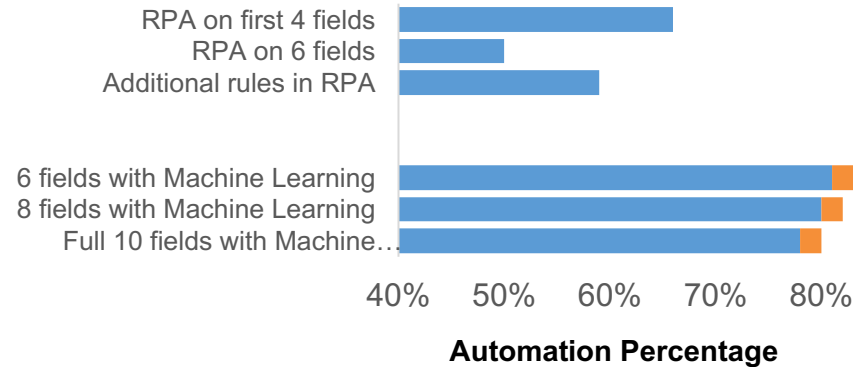 RPA on first 4 fields
RPA on 6 fields
Additional rules in RPA
6 fields with Machine Learning
8 fields with Machine Learning
Full 10 fields with Machine…
40% 50% 60% 70% 80%
Automation Percentage